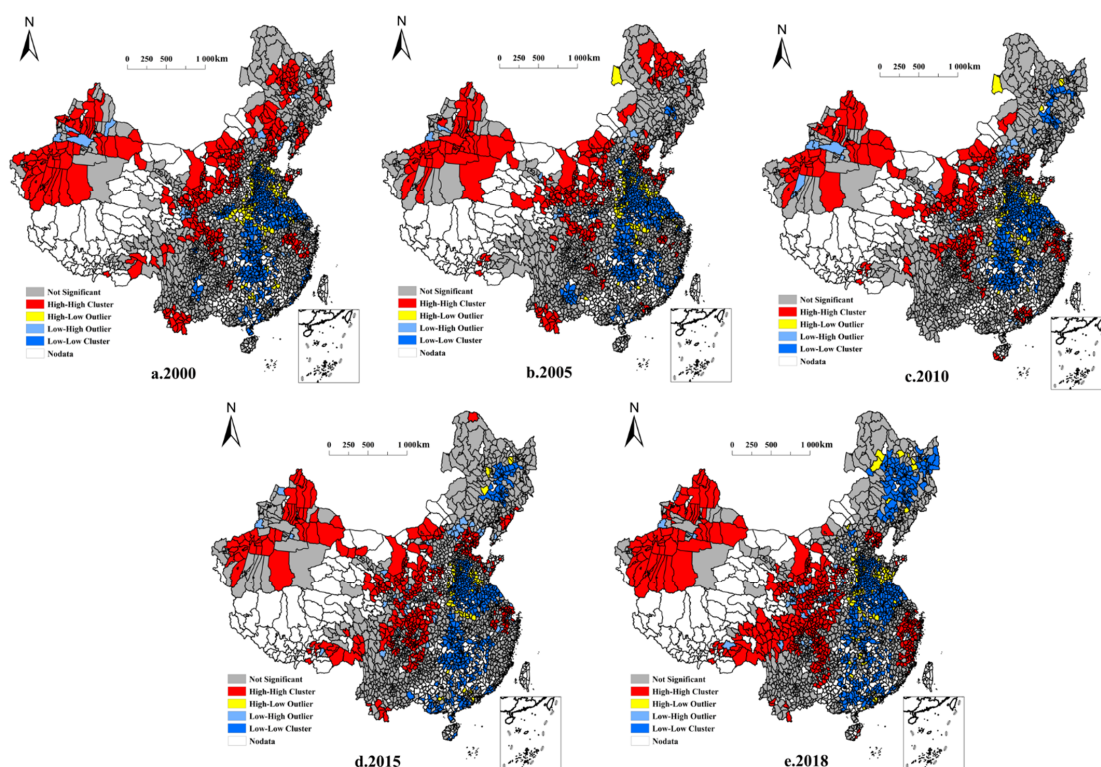 N
0 250 500 1 000km
Not Significant
High-High Cluster
High-Low Outlier
Low-High Outlier
Low-Low Cluster
Nodata
a.2000
N
0 250 500 1 000km
Not Significant
High-High Cluster
High-Low Outlier
Low-High Outlier
Low-Low Cluster
Nodata
b.2005
N
0 250 500 1 000km
Not Significant
High-High Cluster
High-Low Outlier
Low-High Outlier
Low-Low Cluster
Nodata
c.2010
N
0 250 500 1 000km
Not Significant
High-High Cluster
High-Low Outlier
Low-High Outlier
Low-Low Cluster
Nodata
d.2015
N
0 250 500 1 000km
Not Significant
High-High Cluster
High-Low Outlier
Low-High Outlier
Low-Low Cluster
Nodata
e.2018